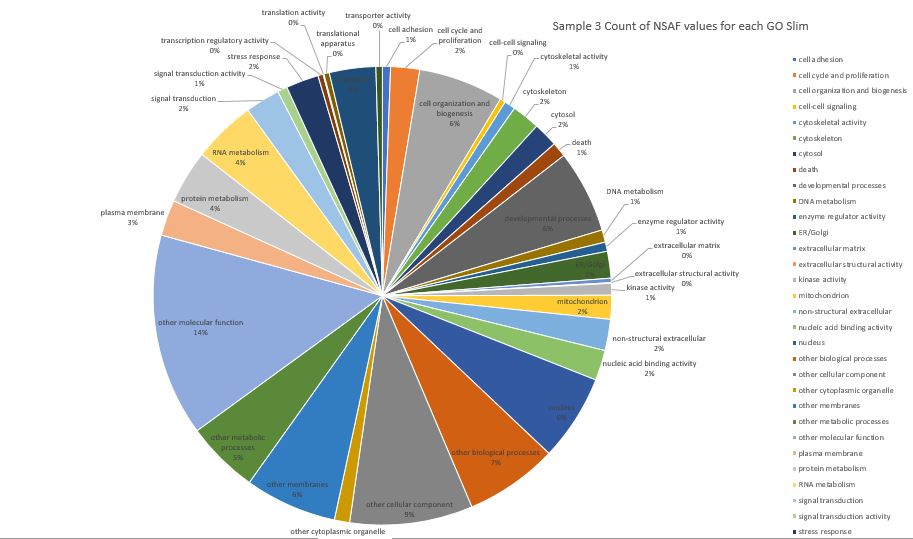 Sample 3 Count of NSAF values for each GO Slim
translation activity
0%
transporter activity
0%
cell adhesion
1%
cell cycle and
proliferation
2%
transcription regulatory activity
0%
translational
apparatus
0%
cell-cell signaling
0%
stress response
2%
cytoskeletal activity
1%
signal transduction activity
1%
signal transduction
2%
cell organization and
biogenesis
6%
cytoskeleton
2%
cytosol
2%
death
1%
RNA metabolism
4%
protein metabolism
4%
DNA metabolism
1%
plasma membrane
3%
developmental processes
6%
enzyme regulator activity
1%
extracellular matrix
0%
ER/Golgi
extracellular structural activity
0%
kinase activity
1%
mitochondrion
2%
other molecular function
14%
non-structural extracellular
2%
nucleic acid binding activity
2%
nucleus
6%
other metabolic
processes
5%
other biological processes
7%
other membranes
6%
other cellular component
9%
other cytoplasmic organelle
cell adhesion
cell cycle and proliferation
cell organization and biogenesis
cell-cell signaling
cytoskeletal activity
cytoskeleton
cytosol
death
developmental processes
DNA metabolism
enzyme regulator activity
ER/Golgi
extracellular matrix
extracellular structural activity
kinase activity
mitochondrion
non-structural extracellular
nucleic acid binding activity
nucleus
other biological processes
other cellular component
other cytoplasmic organelle
other membranes
other metabolic processes
other molecular function
plasma membrane
protein metabolism
RNA metabolism
signal transduction
signal transduction activity
stress response